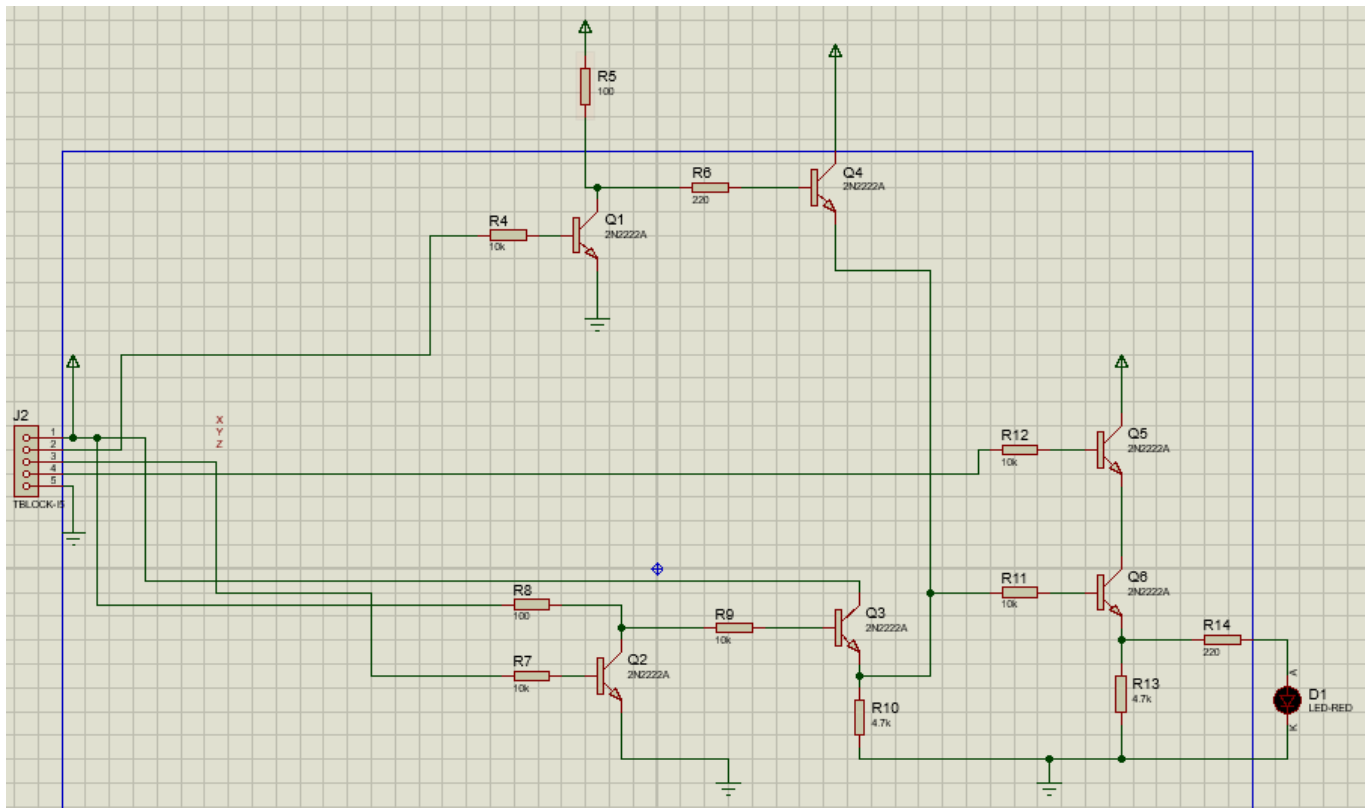 R5
100
R6
220
Q4
2N2222A
R4
10k
Q1
2N2222A
J2
1
2
3
4
5
TBLOCK-I5
X
Y
Z
R12
10k
Q5
2N2222A
R8
100
R9
10k
Q3
2N2222A
R11
10k
Q6
2N2222A
R7
10k
Q2
2N2222A
R14
220
R10
4.7k
R13
4.7k
A
D1
LED-RED
K